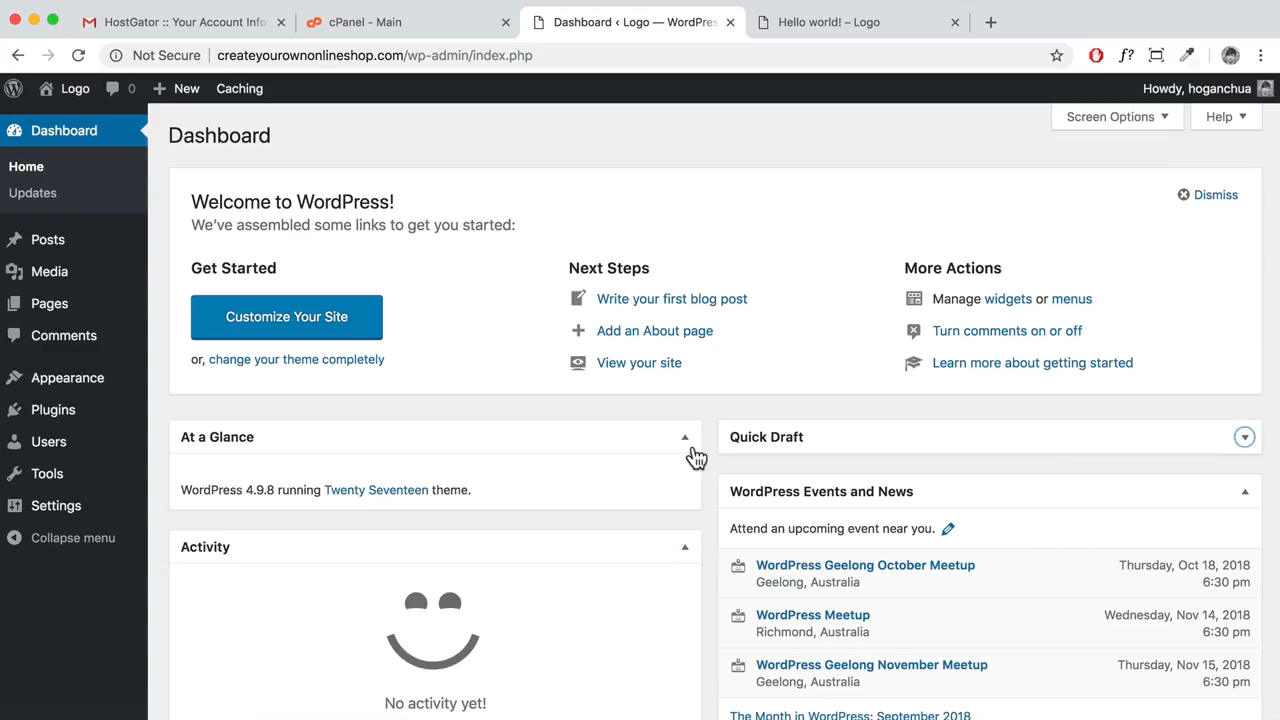 HostGator :: Your Account Info
cPanel - Main
Dashboard ‹ Logo — WordPres
Hello world! – Logo
Not Secure
createyourownonlineshop.com/wp-admin/index.php
f?
Logo
0
New
Caching
Howdy, hoganchua
Dashboard
Home
Updates
Posts
Media
Pages
Comments
Appearance
Plugins
Users
Tools
Settings
Collapse menu
Dashboard
Screen Options
Help
Welcome to WordPress!
We've assembled some links to get you started:
Dismiss
Get Started
Customize Your Site
or, change your theme completely
Next Steps
Write your first blog post
Add an About page
View your site
More Actions
Manage widgets or menus
Turn comments on or off
Learn more about getting started
At a Glance
WordPress 4.9.8 running Twenty Seventeen theme.
Activity
No activity yet!
Quick Draft
WordPress Events and News
Attend an upcoming event near you.
WordPress Geelong October Meetup
Geelong, Australia
Thursday, Oct 18, 2018
6:30 pm
WordPress Meetup
Richmond, Australia
Wednesday, Nov 14, 2018
6:30 pm
WordPress Geelong November Meetup
Geelong, Australia
Thursday, Nov 15, 2018
6:30 pm
The Month in WordPress: September 2018